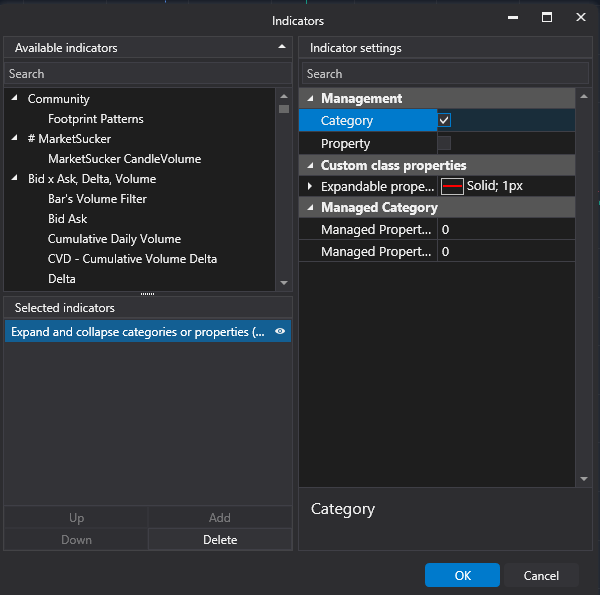 Indicators
Available indicators
Search
Community
Footprint Patterns
# MarketSucker
MarketSucker CandleVolume
Bid x Ask, Delta, Volume
Bar's Volume Filter
Bid Ask
Cumulative Daily Volume
CVD - Cumulative Volume Delta
Delta
Selected indicators
Expand and collapse categories or properties (...
Up Add
Down Delete
Indicator settings
Search
Management
Category
Property
Custom class properties
Expandable prope... Solid; 1px
Managed Category
Managed Propert... 0
Managed Propert... 0
Category
OK Cancel